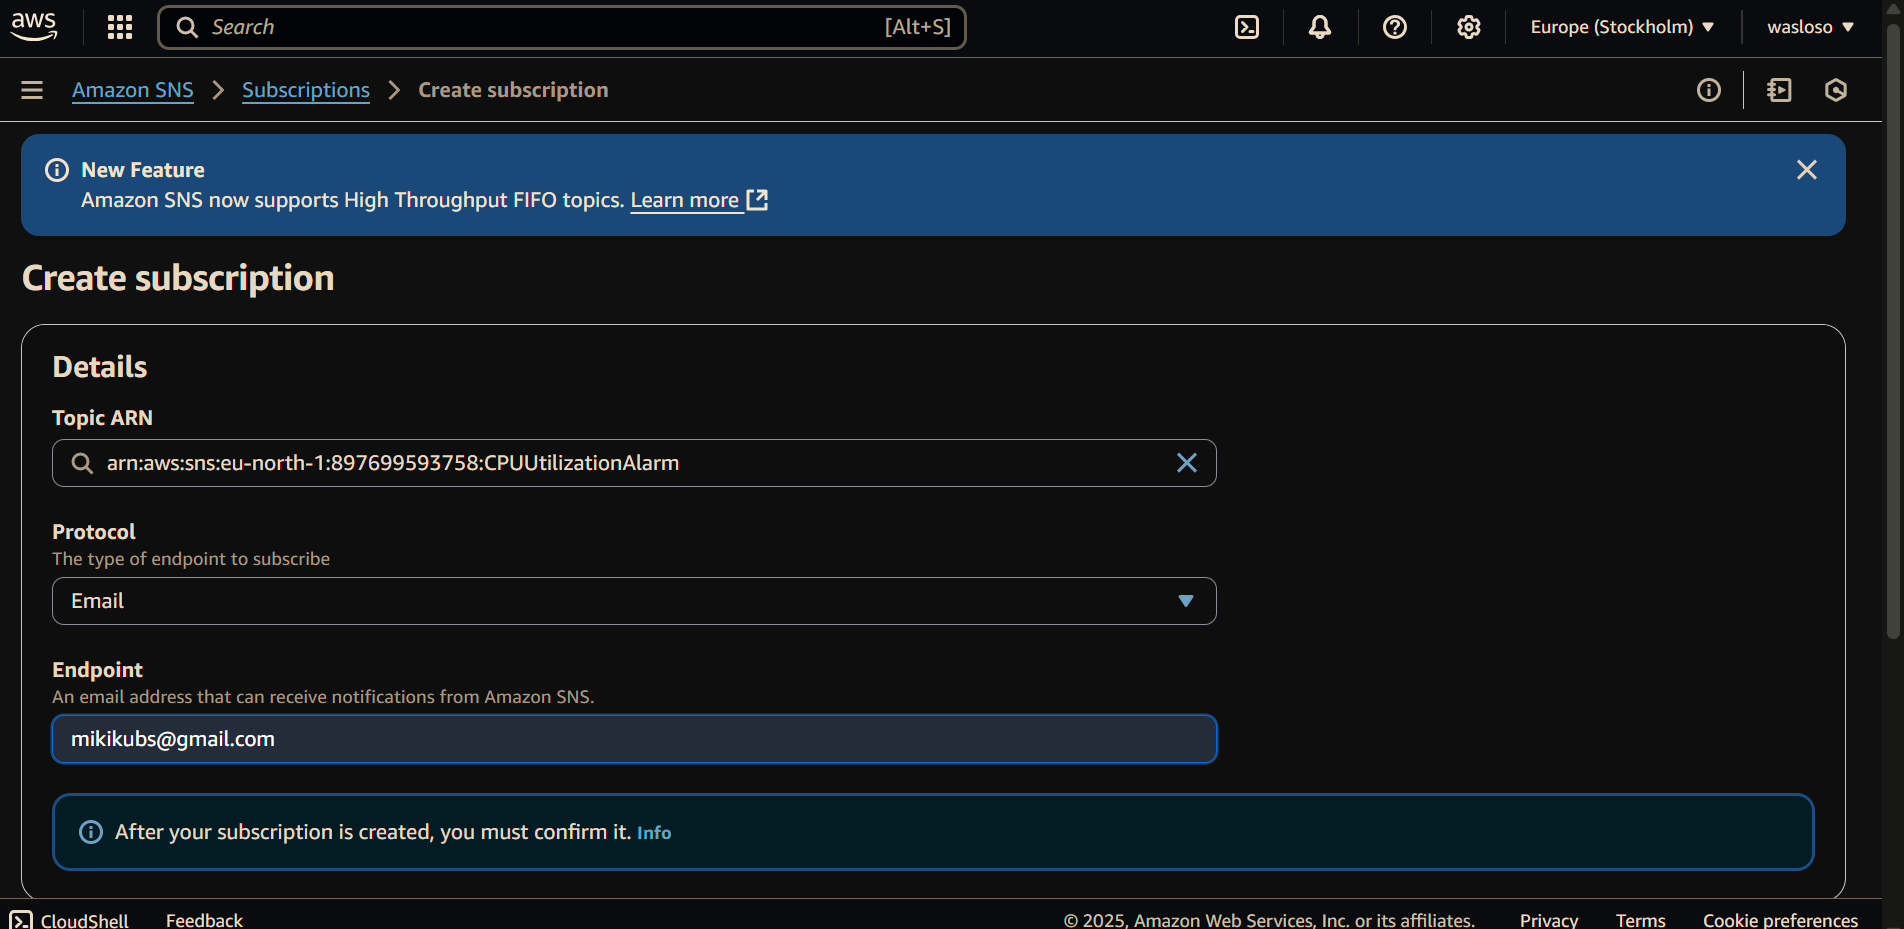 aws
Search [Alt+S]
Europe (Stockholm) wasloso
Amazon SNS Subscriptions Create subscription
New Feature
Amazon SNS now supports High Throughput FIFO topics. Learn more
Create subscription
Details
Topic ARN
arn:aws:sns:eu-north-1:897699593758:CPUUtilizationAlarm
Protocol
The type of endpoint to subscribe
Email
Endpoint
An email address that can receive notifications from Amazon SNS.
mikikubs@gmail.com
After your subscription is created, you must confirm it. Info
CloudShell Feedback © 2025, Amazon Web Services, Inc. or its affiliates. Privacy Terms Cookie preferences